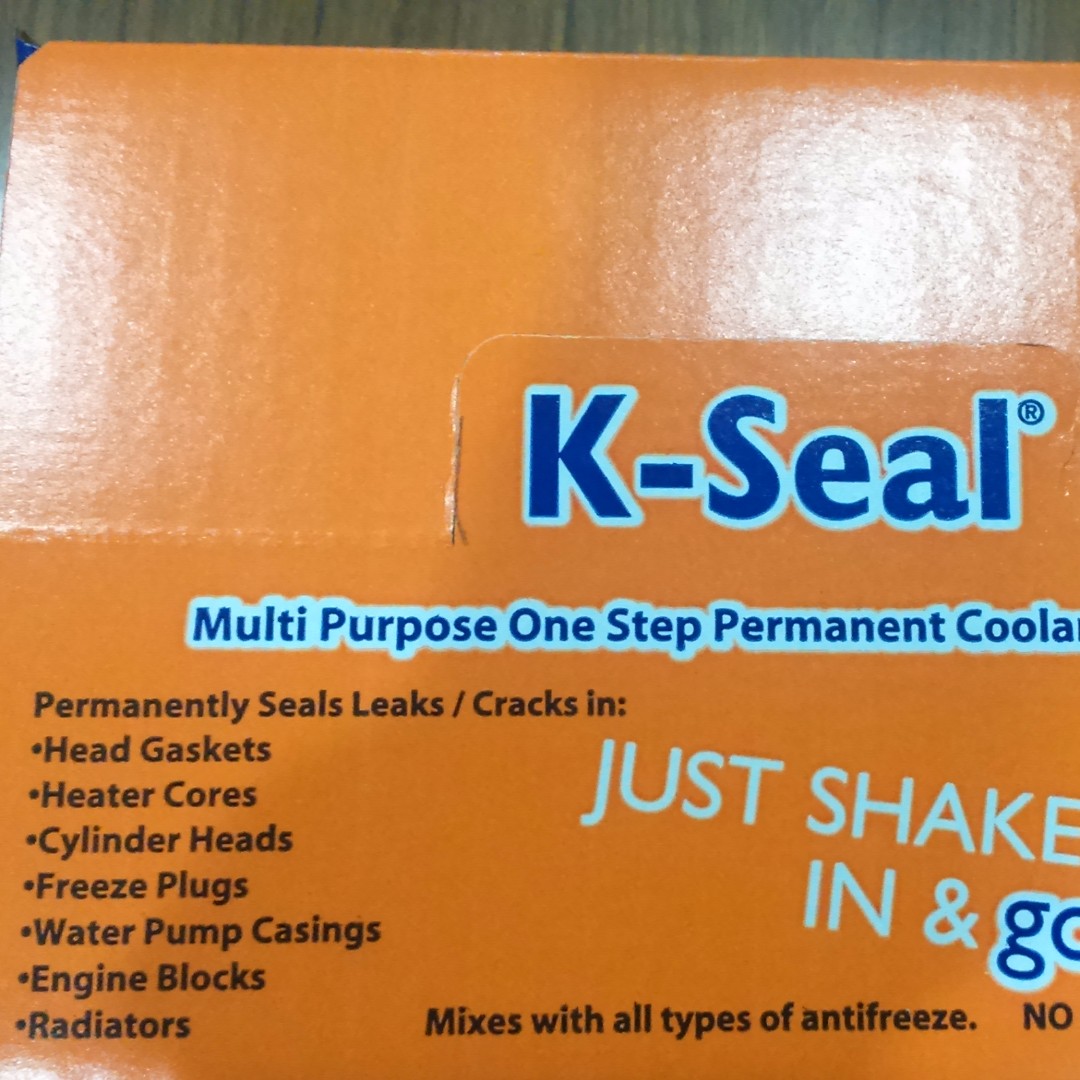 K-Seal®
Multi Purpose One Step Permanent
Permanently Seals Leaks / Cracks in:
•Head Gaskets
•Heater Cores
•Cylinder Heads
•Freeze Plugs
•Water Pump Casings
•Engine Blocks
•Radiators
JUST SHAKE
IN & go
Mixes with all types of antifreeze. NO